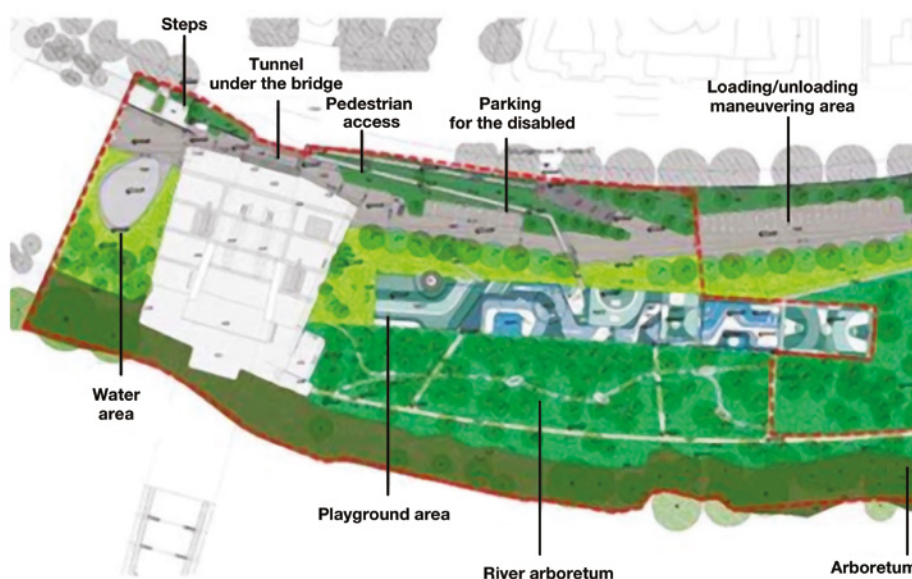 Steps
Tunnel
under the bridge
Pedestrian
access
Parking
for the disabled
Loading/unloading
maneuvering area
Water
area
Playground area
River arboretum
Arboretum